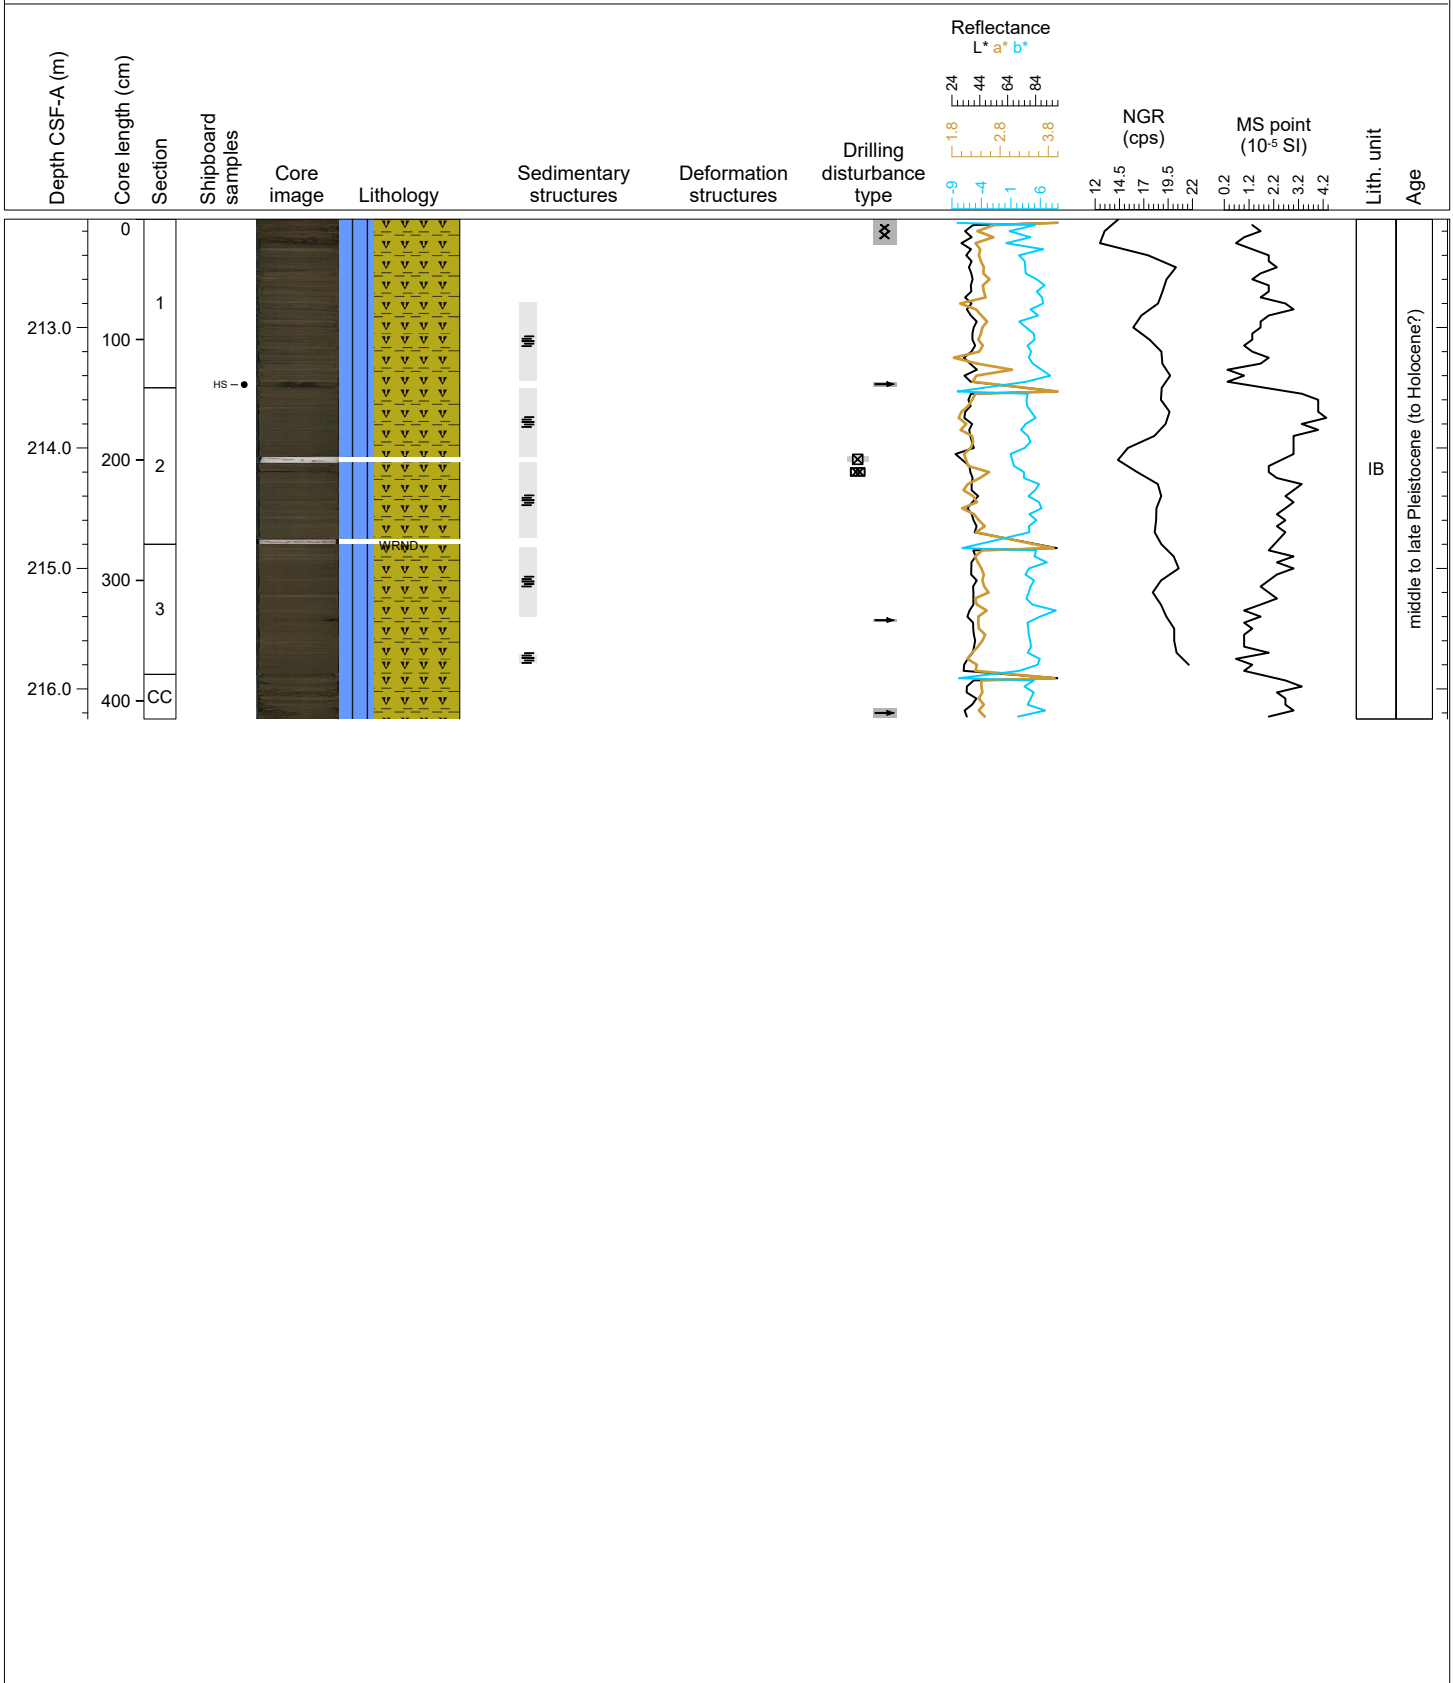 Reflectance
L* a* b*
24 44 64 84
1.8 2.8 3.8
-9 -4 1 6
NGR
(cps)
12 14.5 17 19.5 22
MS point
(10-5 SI)
0.2 1.2 2.2 3.2 4.2
Depth CSF-A (m)
Core length (cm)
Section
Shipboard
samples
Core
image
Lithology
Sedimentary
structures
Deformation
structures
Drilling
disturbance
type
Lith. unit
Age
0
1
213.0
100
HS
214.0
200
2
IB
middle to late Pleistocene (to Holocene?)
WRND
215.0
300
3
216.0
400
CC